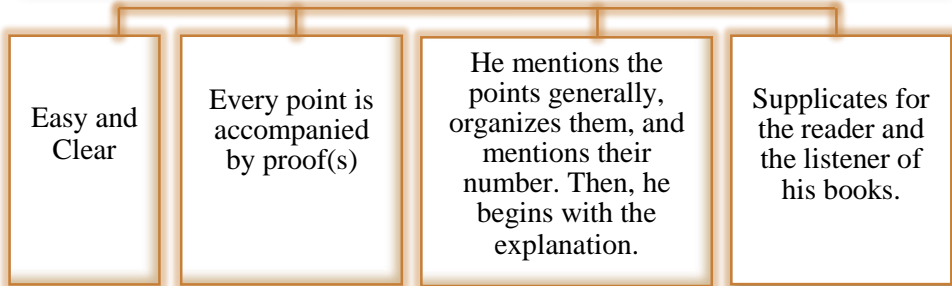 Easy and
Clear
Every point is
accompanied
by proof(s)
He mentions the
points generally,
organizes them, and
mentions their
number. Then, he
begins with the
explanation.
Supplicates for
the reader and
the listener of
his books.